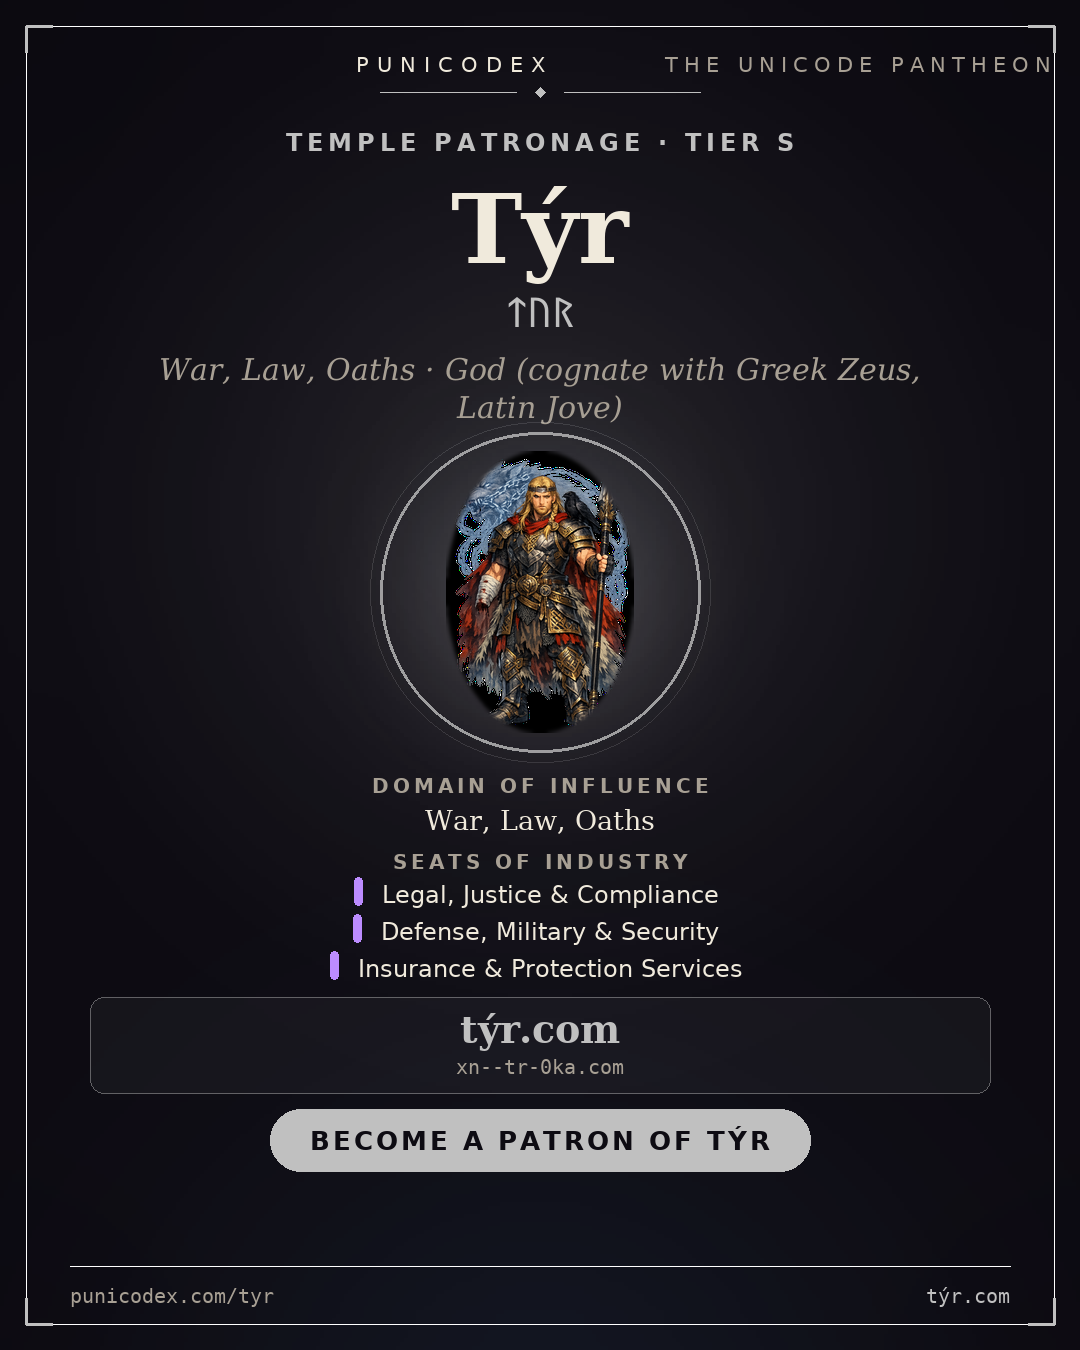 PUNICODEX
THE UNICODE PANTHEON
TEMPLE PATRONAGE · TIER S
Týr
ᛏᚢᚱ
War, Law, Oaths · God (cognate with Greek Zeus,
Latin Jove)
DOMAIN OF INFLUENCE
War, Law, Oaths
SEATS OF INDUSTRY
Legal, Justice & Compliance
Defense, Military & Security
Insurance & Protection Services
týr.com
xn--tr-0ka.com
BECOME A PATRON OF TÝR
punicodex.com/tyr
týr.com